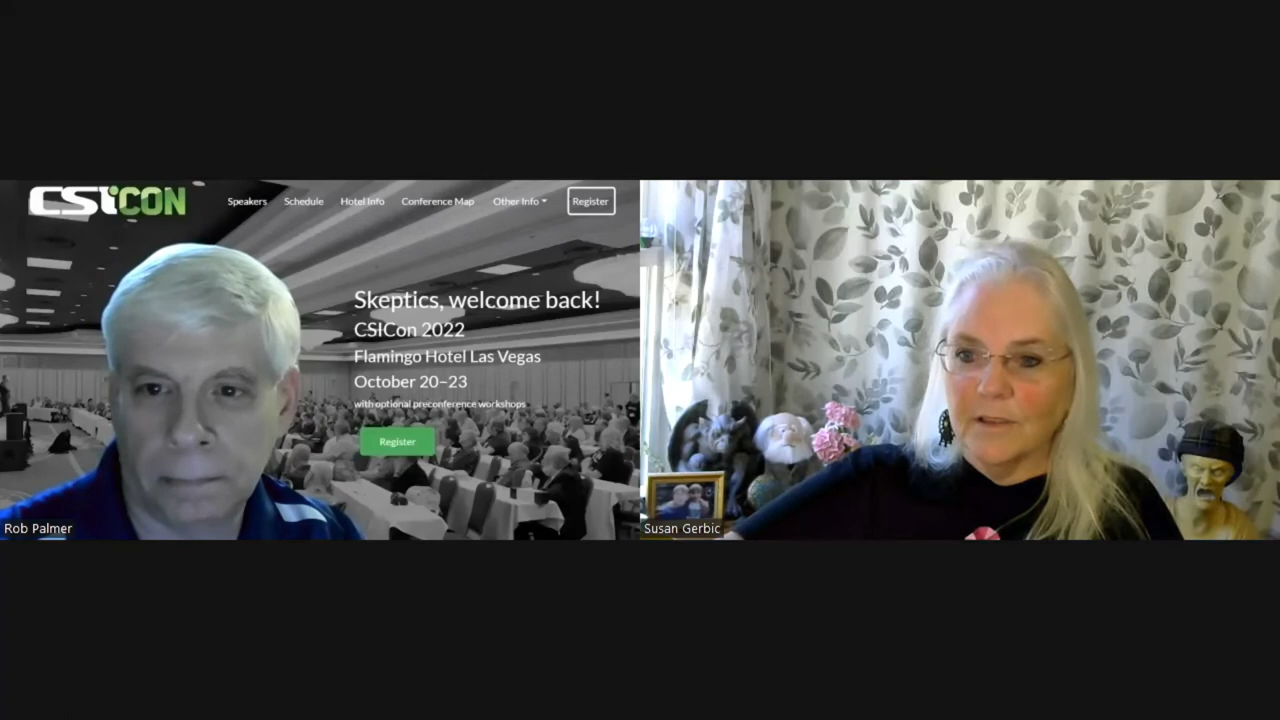 CSICON
Speakers Schedule Hotel Info Conference Map Other Info Register
Skeptics, welcome back!
CSICon 2022
Flamingo Hotel Las Vegas
October 20–23
with optional preconference workshops
Register
Rob Palmer
Susan Gerbic